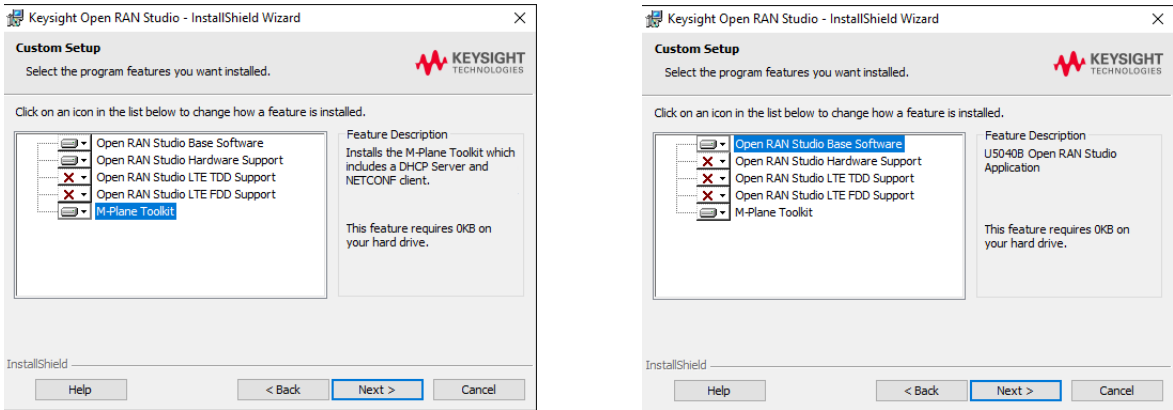 Keysight Open RAN Studio - InstallShield Wizard
Custom Setup
Select the program features you want installed.
KEYSIGHT
TECHNOLOGIES
Click on an icon in the list below to change how a feature is installed.
Open RAN Studio Base Software
Open RAN Studio Hardware Support
Open RAN Studio LTE TDD Support
Open RAN Studio LTE FDD Support
M-Plane Toolkit
Feature Description
Installs the M-Plane Toolkit which
includes a DHCP Server and
NETCONF client.
This feature requires 0KB on
your hard drive.
InstallShield
Help
< Back
Next >
Cancel
Keysight Open RAN Studio - InstallShield Wizard
Custom Setup
Select the program features you want installed.
KEYSIGHT
TECHNOLOGIES
Click on an icon in the list below to change how a feature is installed.
Open RAN Studio Base Software
Open RAN Studio Hardware Support
Open RAN Studio LTE TDD Support
Open RAN Studio LTE FDD Support
M-Plane Toolkit
Feature Description
U5040B Open RAN Studio
Application
This feature requires 0KB on
your hard drive.
InstallShield
Help
< Back
Next >
Cancel